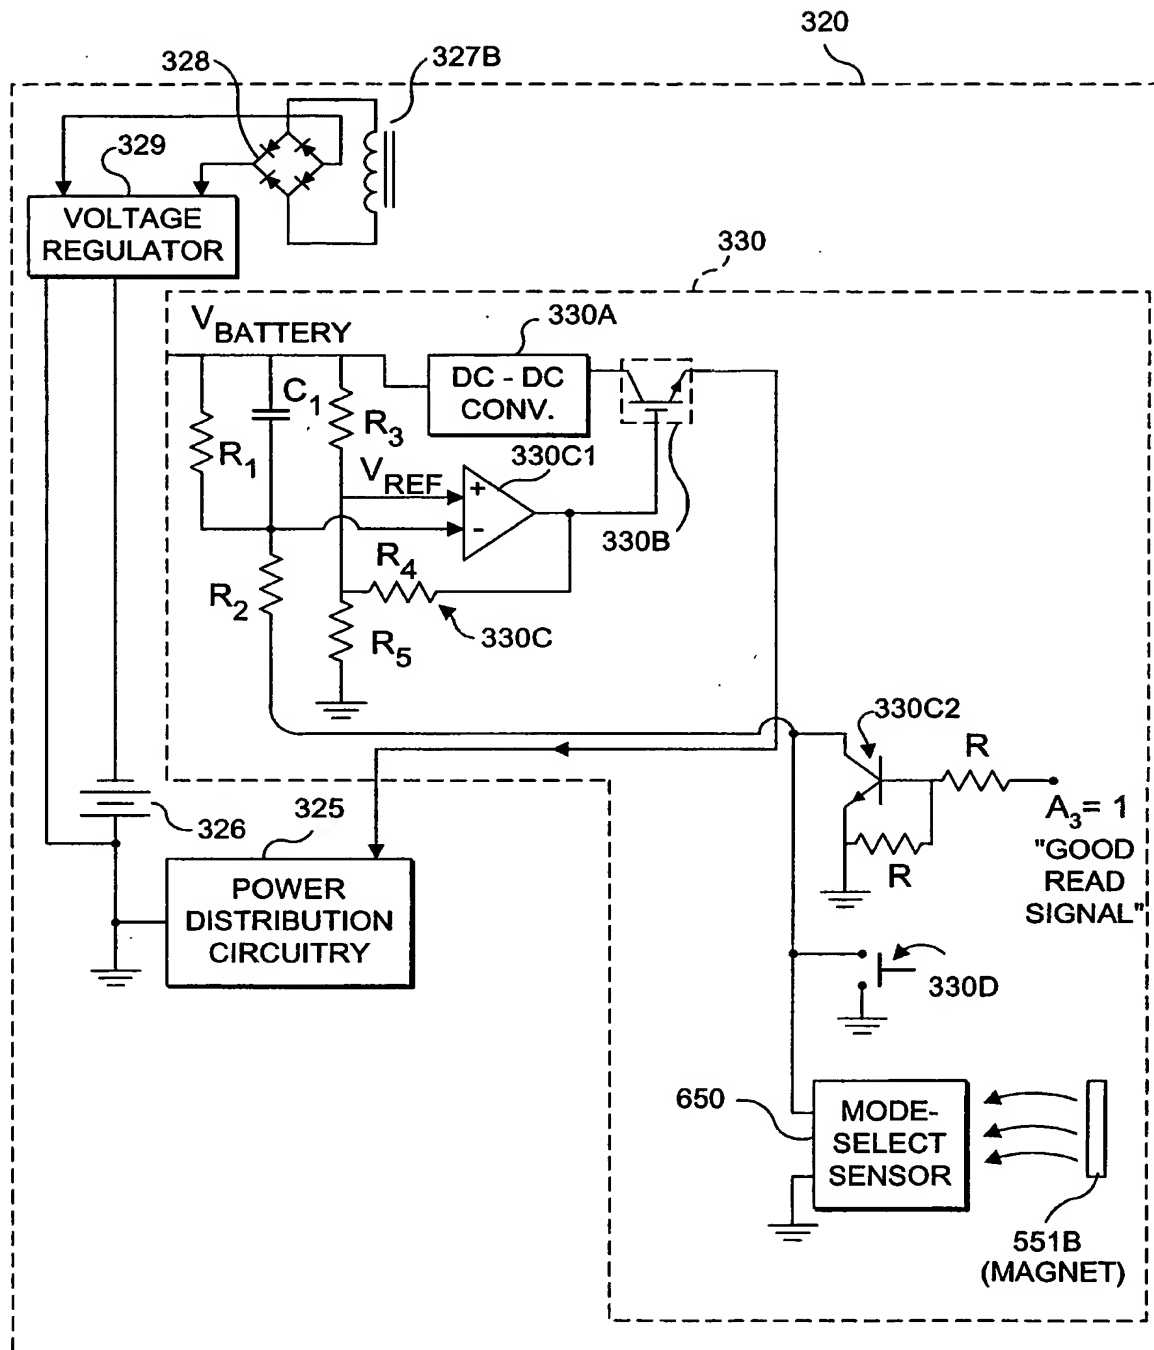 320
328
327B
329
VOLTAGE
REGULATOR
330
V BATTERY
330A
DC - DC
CONV.
C1
R3
R1
330C1
VREF
+
-
330B
R4
R2
330C
R5
330C2
R
A3= 1
"GOOD
READ
SIGNAL"
R
326
325
POWER
DISTRIBUTION
CIRCUITRY
330D
650
MODE-
SELECT
SENSOR
551B
(MAGNET)